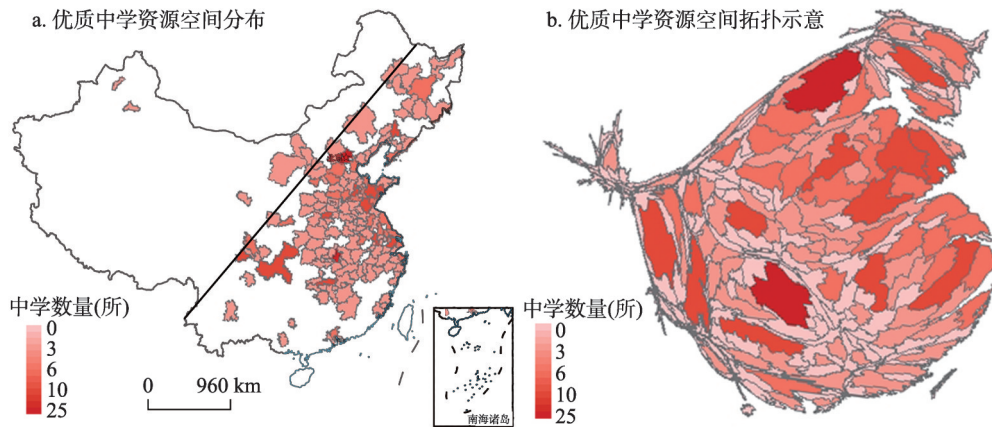 a. 优质中学资源空间分布
b. 优质中学资源空间拓扑示意
中学数量(所)
0
3
6
10
25
0 960 km
南海诸岛
中学数量(所)
0
3
6
10
25